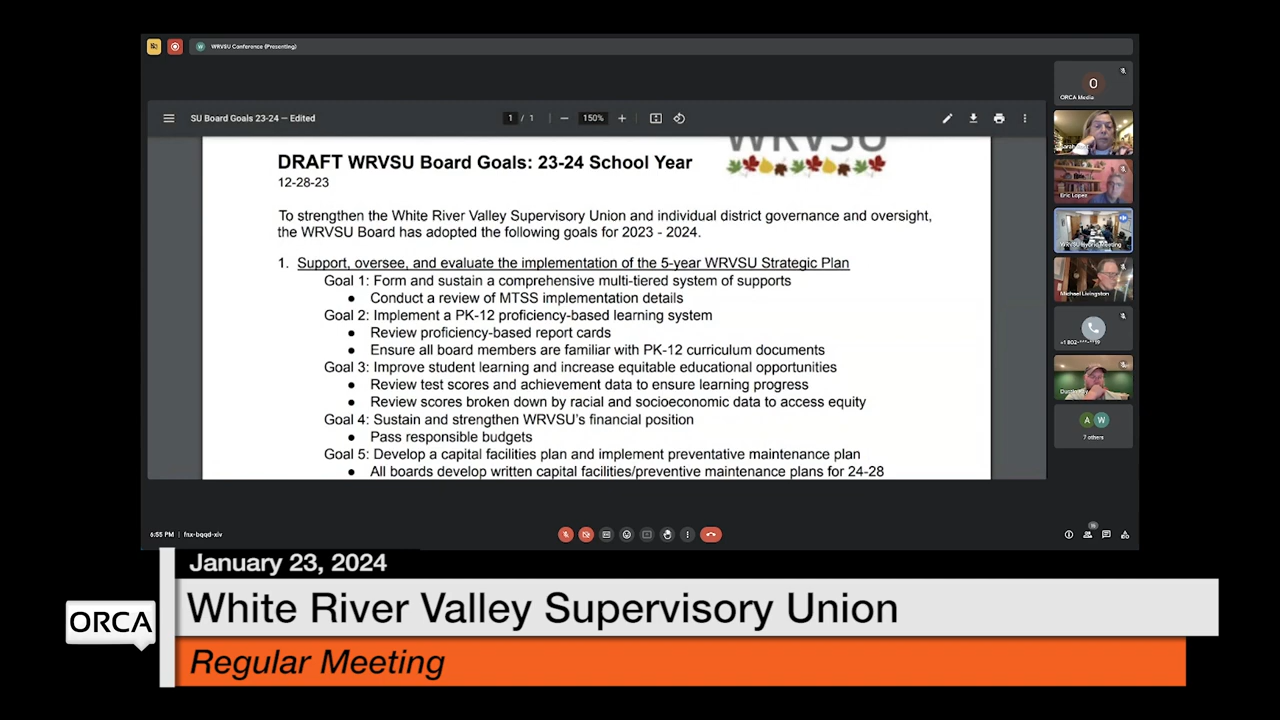 WRVSU Conference (Presenting)
SU Board Goals 23-24 — Edited
1 / 1
150%
WRVSU
DRAFT WRVSU Board Goals: 23-24 School Year
12-28-23
To strengthen the White River Valley Supervisory Union and individual district governance and oversight,
the WRVSU Board has adopted the following goals for 2023 - 2024.
1. Support, oversee, and evaluate the implementation of the 5-year WRVSU Strategic Plan
Goal 1: Form and sustain a comprehensive multi-tiered system of supports
● Conduct a review of MTSS implementation details
Goal 2: Implement a PK-12 proficiency-based learning system
● Review proficiency-based report cards
● Ensure all board members are familiar with PK-12 curriculum documents
Goal 3: Improve student learning and increase equitable educational opportunities
● Review test scores and achievement data to ensure learning progress
● Review scores broken down by racial and socioeconomic data to access equity
Goal 4: Sustain and strengthen WRVSU's financial position
● Pass responsible budgets
Goal 5: Develop a capital facilities plan and implement preventative maintenance plan
● All boards develop written capital facilities/preventive maintenance plans for 24-28
O
ORCA Media
Eric Lopez
Michael Livingston
A W
7 others
6:55 PM | fnx-bqqd-xiv
January 23, 2024
White River Valley Supervisory Union
ORCA
Regular Meeting